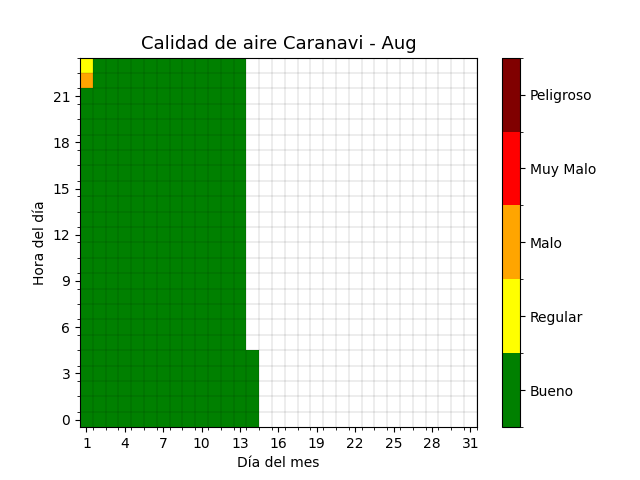 Calidad de aire Caranavi - Aug
Hora del día
21
18
15
12
9
6
3
0
1 4 7 10 13 16 19 22 25 28 31
Día del mes
Peligroso
Muy Malo
Malo
Regular
Bueno